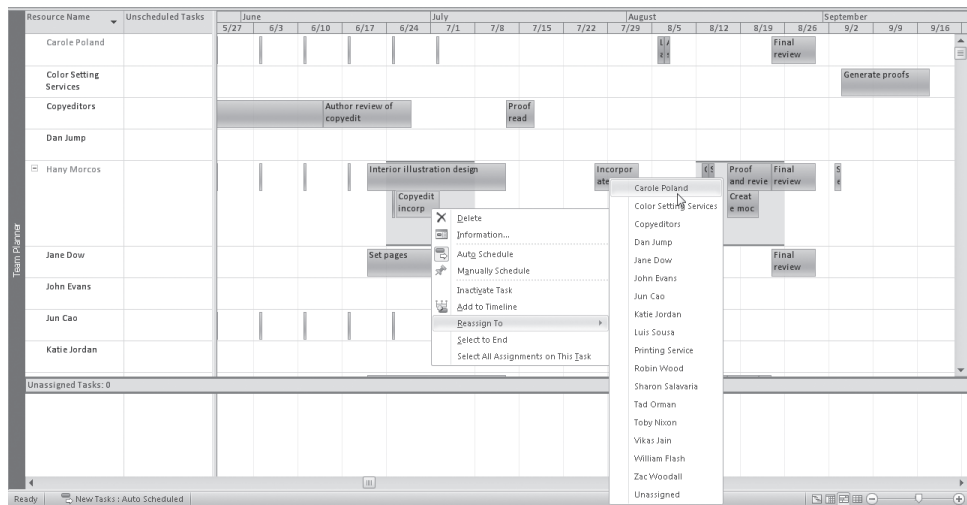 Resource Name Unscheduled Tasks June July August September
5/27 6/3 6/10 6/17 6/24 7/1 7/8 7/15 7/22 7/29 8/5 8/12 8/19 8/26 9/2 9/9 9/16
Carole Poland
Final
review
Color Setting
Services
Generate proofs
Copyeditors
Author review of
copyedit
Proof
read
Dan Jump
Hany Morcos
Interior illustration design
Incorpor
ate
Proof
and revie
Final
review
Copyedit
incorp
Creat
e moc
Jane Dow
Set pages
Final
review
John Evans
Jun Cao
Katie Jordan
Team Planner
Delete
Information...
Auto Schedule
Manually Schedule
Inactivate Task
Add to Timeline
Reassign To
Select to End
Select All Assignments on This Task
Carole Poland
Color Setting Services
Copyeditors
Dan Jump
Jane Dow
John Evans
Jun Cao
Katie Jordan
Luis Sousa
Printing Service
Robin Wood
Sharon Salavaria
Tad Orman
Toby Nixon
Vikas Jain
William Flash
Zac Woodall
Unassigned
Unassigned Tasks: 0
Ready New Tasks : Auto Scheduled